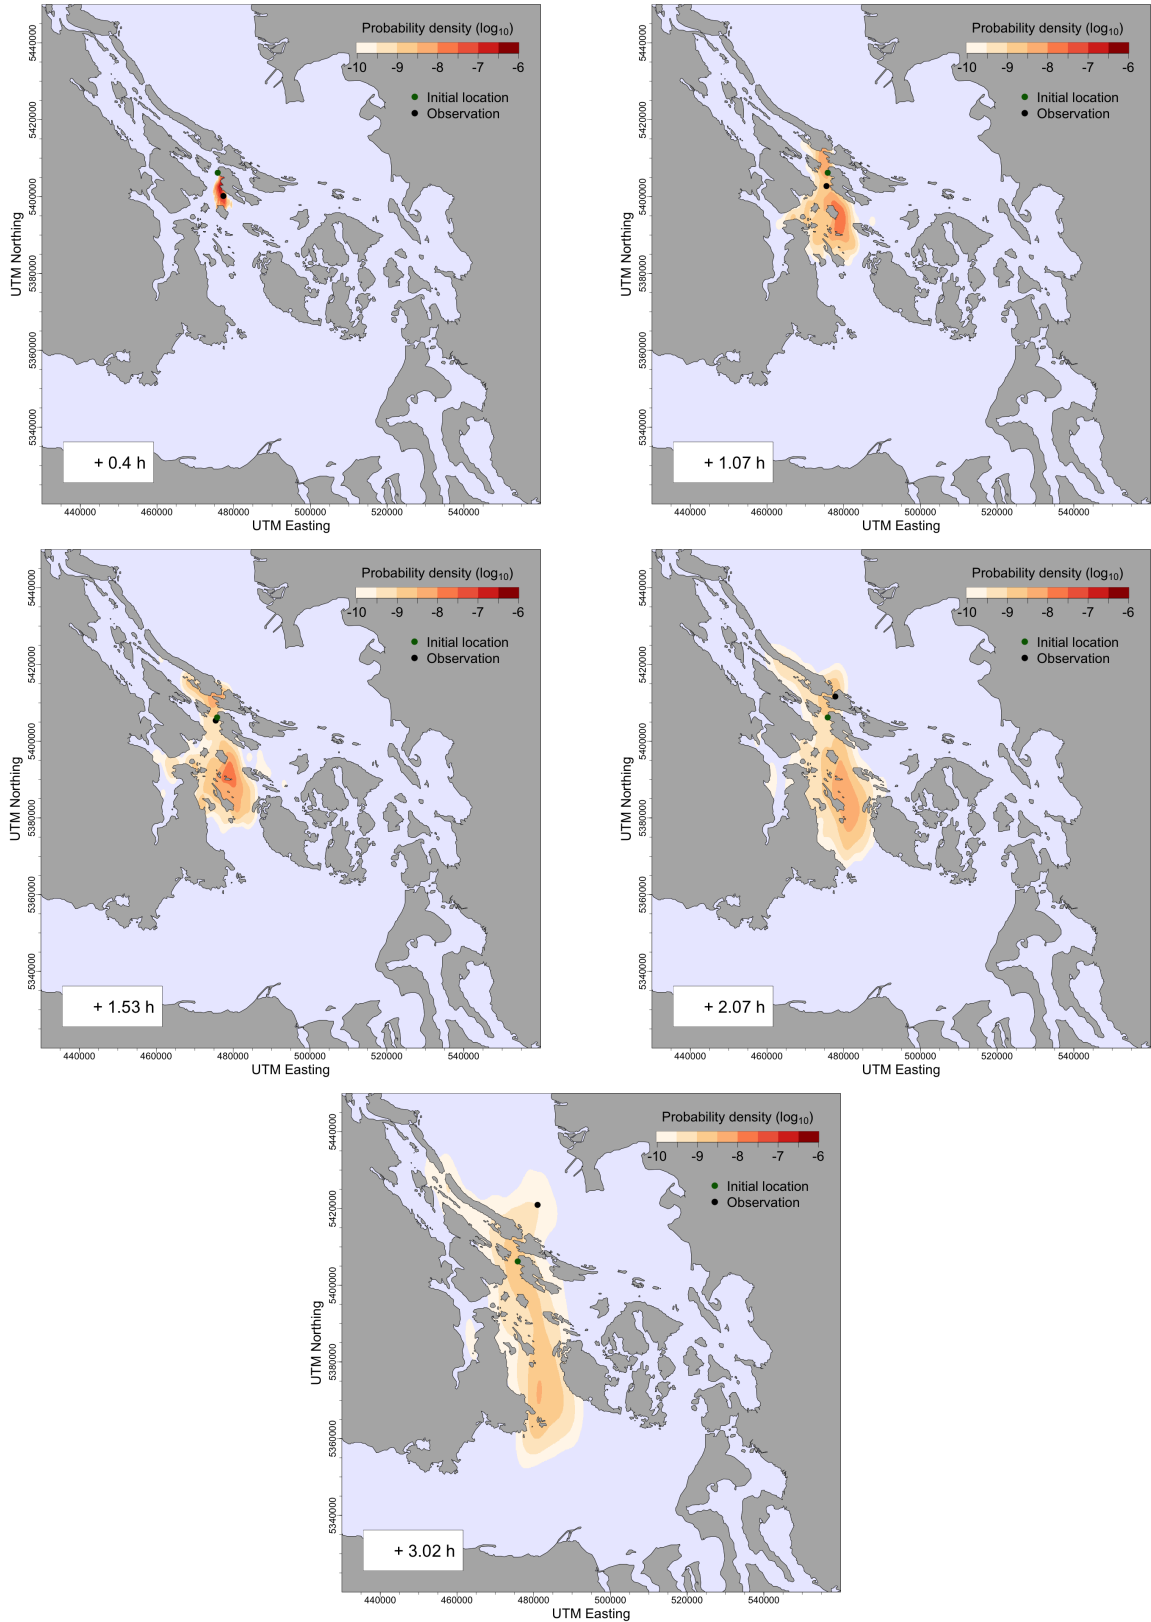 Probability density (log10)
-10 -9 -8 -7 -6
Initial location
Observation
5440000
5420000
5400000
5380000
5360000
5340000
UTM Northing
+ 0.4 h
440000 460000 480000 500000 520000 540000
UTM Easting
Probability density (log10)
-10 -9 -8 -7 -6
Initial location
Observation
5440000
5420000
5400000
5380000
5360000
5340000
UTM Northing
+ 1.07 h
440000 460000 480000 500000 520000 540000
UTM Easting
Probability density (log10)
-10 -9 -8 -7 -6
Initial location
Observation
5440000
5420000
5400000
5380000
5360000
5340000
UTM Northing
+ 1.53 h
440000 460000 480000 500000 520000 540000
UTM Easting
Probability density (log10)
-10 -9 -8 -7 -6
Initial location
Observation
5440000
5420000
5400000
5380000
5360000
5340000
UTM Northing
+ 2.07 h
440000 460000 480000 500000 520000 540000
UTM Easting
Probability density (log10)
-10 -9 -8 -7 -6
Initial location
Observation
5440000
5420000
5400000
5380000
5360000
5340000
UTM Northing
+ 3.02 h
440000 460000 480000 500000 520000 540000
UTM Easting